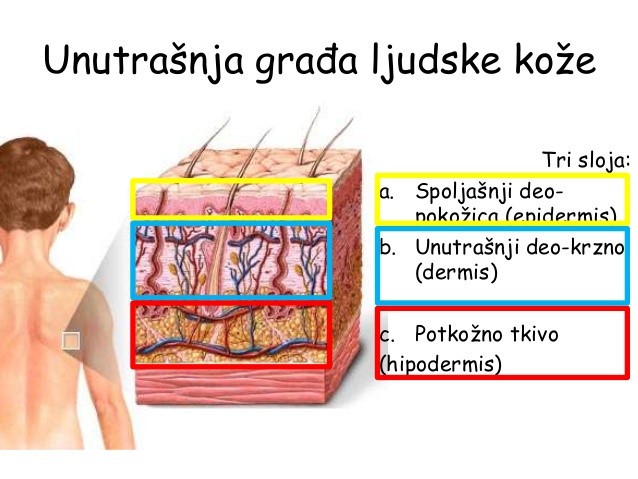 Unutrašnja građa ljudske kože
Tri sloja:
a. Spoljašnji deo-
pokožica (epidermis)
b. Unutrašnji deo-krzno
(dermis)
c. Potkožno tkivo
(hipodermis)